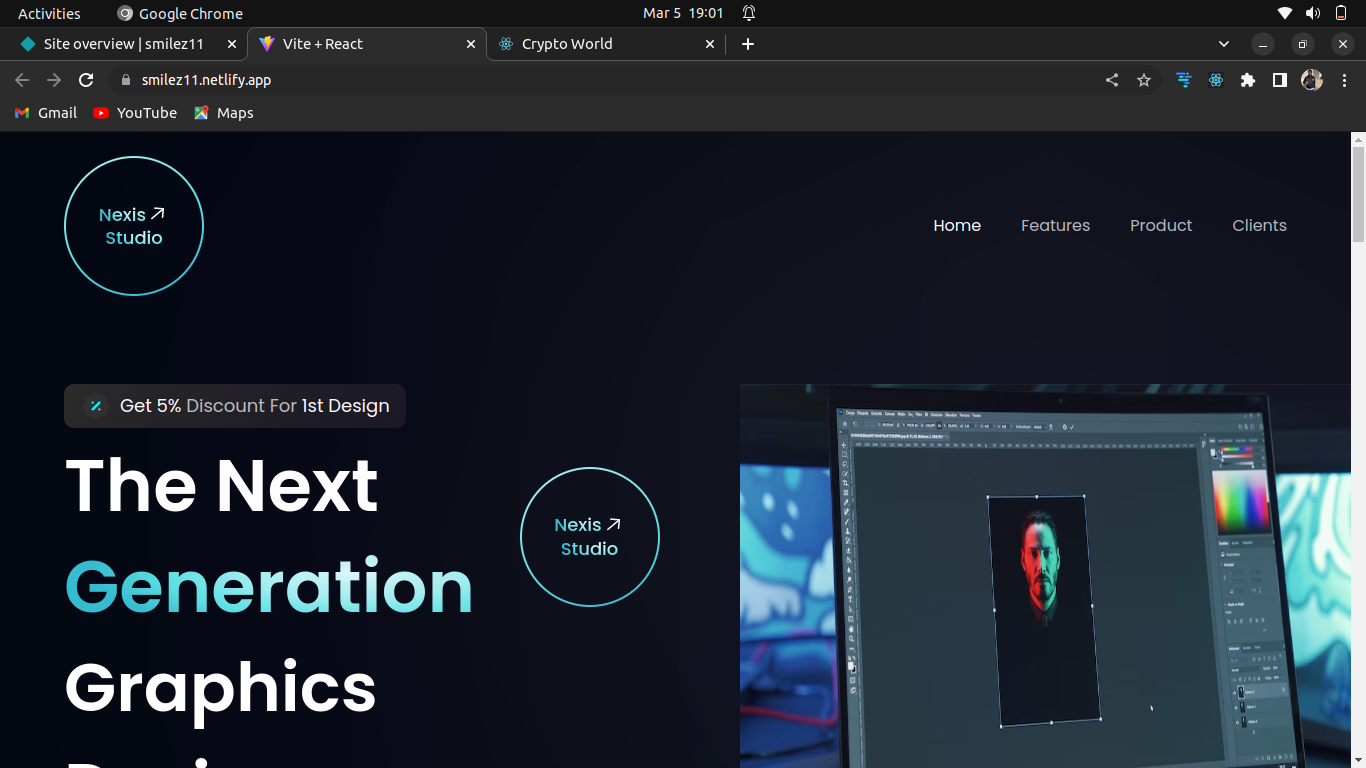 Activities
Google Chrome
Mar 5 19:01
Site overview | smilez11
Vite + React
Crypto World
smilez11.netlify.app
Gmail
YouTube
Maps
Nexis
Studio
Home
Features
Product
Clients
Get 5% Discount For 1st Design
The Next
Generation
Graphics
Nexis
Studio